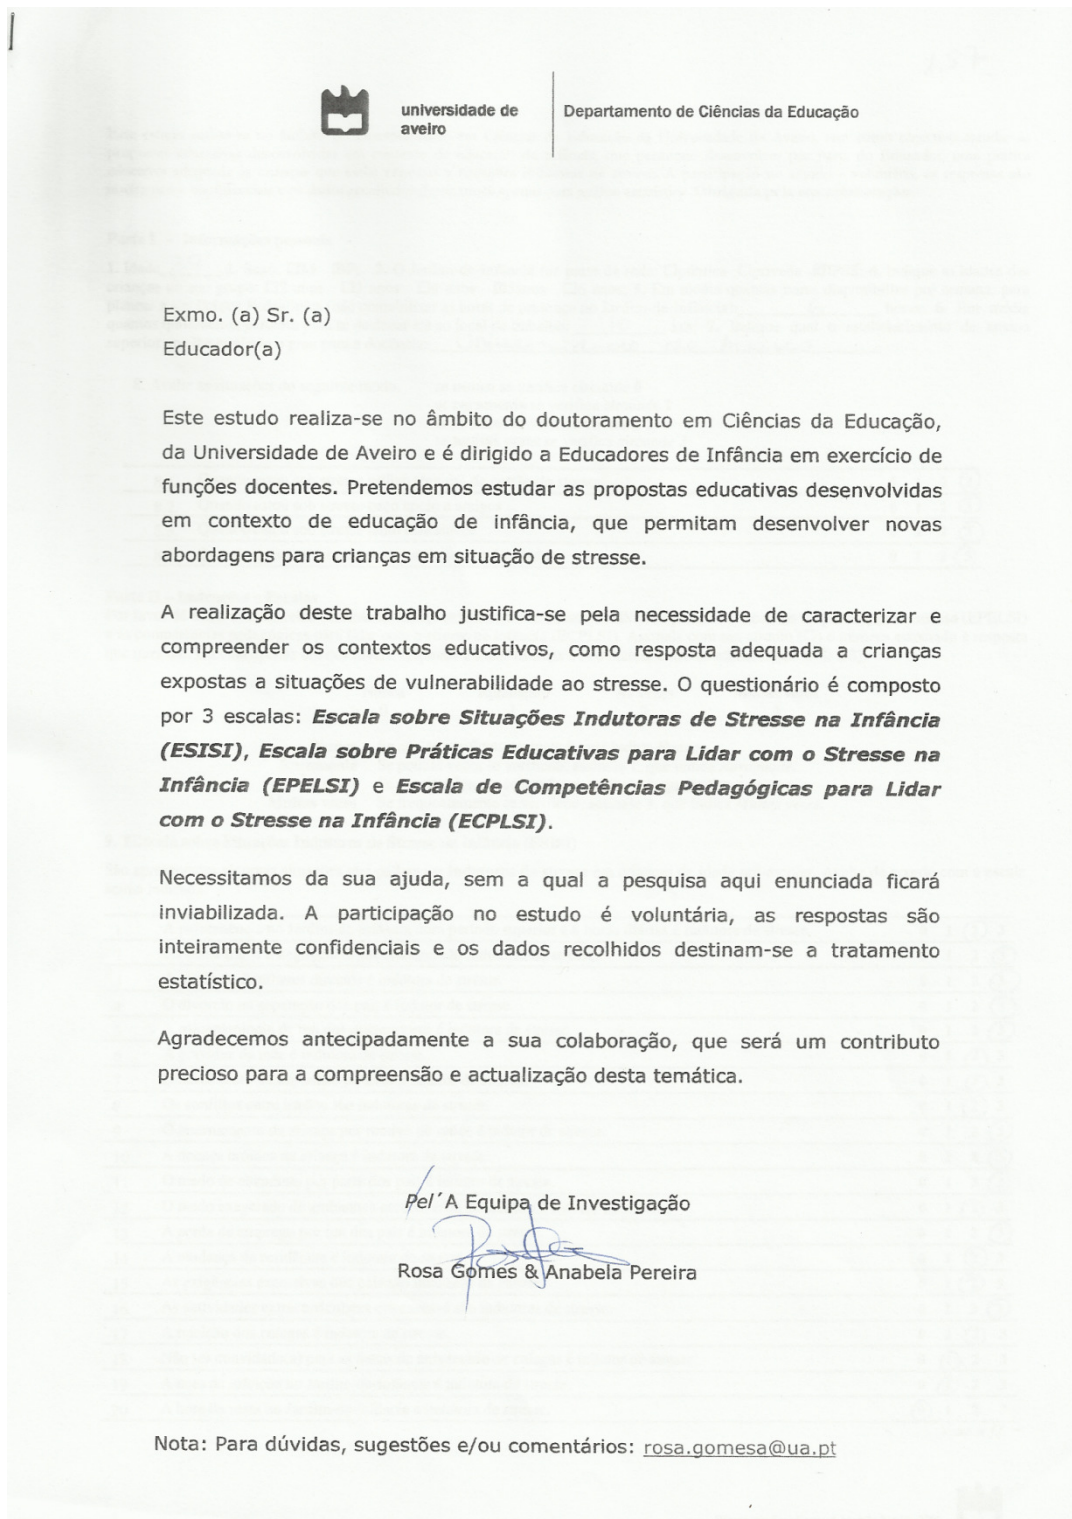 universidade de
aveiro
Departamento de Ciências da Educação
Exmo. (a) Sr. (a)
Educador(a)
Este estudo realiza-se no âmbito do doutoramento em Ciências da Educação,
da Universidade de Aveiro e é dirigido a Educadores de Infância em exercício de
funções docentes. Pretendemos estudar as propostas educativas desenvolvidas
em contexto de educação de infância, que permitam desenvolver novas
abordagens para crianças em situação de stresse.
A realização deste trabalho justifica-se pela necessidade de caracterizar e
compreender os contextos educativos, como resposta adequada a crianças
expostas a situações de vulnerabilidade ao stresse. O questionário é composto
por 3 escalas: Escala sobre Situações Indutoras de Stresse na Infância
(ESISI), Escala sobre Práticas Educativas para Lidar com o Stresse na
Infância (EPELSI) e Escala de Competências Pedagógicas para Lidar
com o Stresse na Infância (ECPLSI).
Necessitamos da sua ajuda, sem a qual a pesquisa aqui enunciada ficará
inviabilizada. A participação no estudo é voluntária, as respostas são
inteiramente confidenciais e os dados recolhidos destinam-se a tratamento
estatístico.
Agradecemos antecipadamente a sua colaboração, que será um contributo
precioso para a compreensão e actualização desta temática.
Pel´A Equipa de Investigação
Rosa Gomes & Anabela Pereira
Nota: Para dúvidas, sugestões e/ou comentários: rosa.gomesa@ua.pt